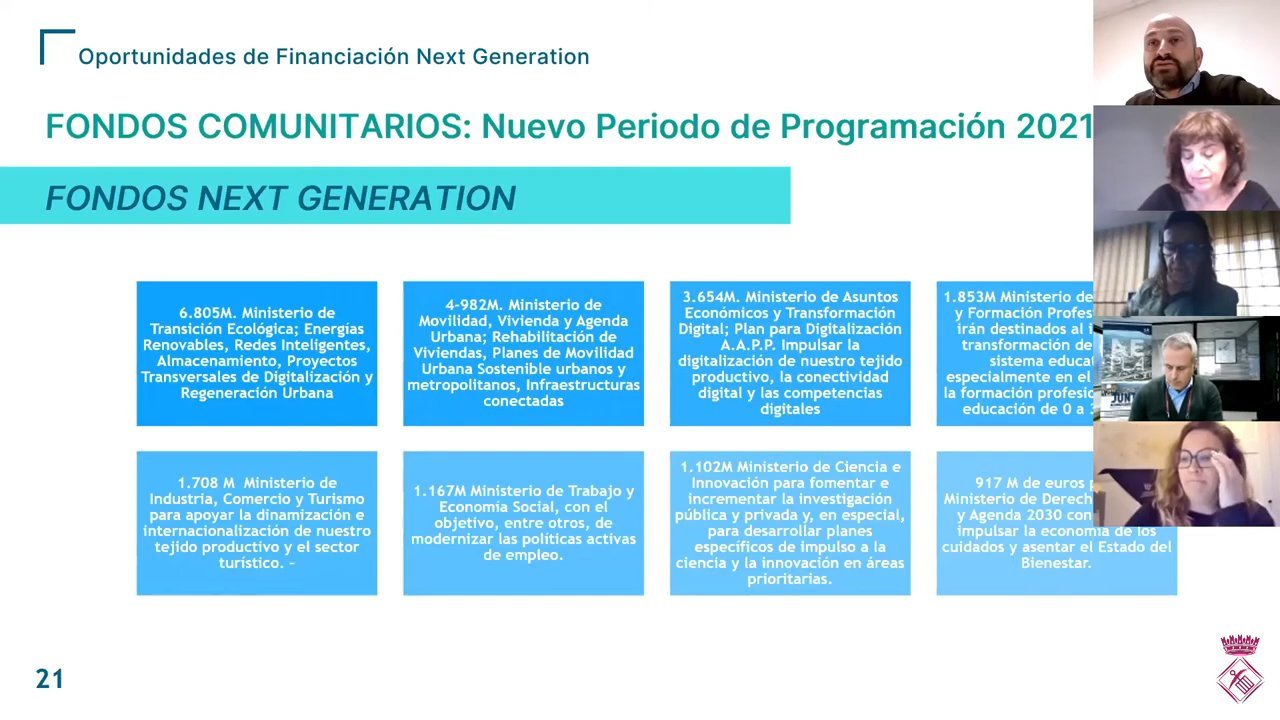 Oportunidades de Financiación Next Generation
FONDOS COMUNITARIOS: Nuevo Periodo de Programación 2021
FONDOS NEXT GENERATION
6.805M. Ministerio de
Transición Ecológica; Energías
Renovables, Redes Inteligentes,
Almacenamiento, Proyectos
Transversales de Digitalización y
Regeneración Urbana
4-982M. Ministerio de
Movilidad, Vivienda y Agenda
Urbana; Rehabilitación de
Viviendas, Planes de Movilidad
Urbana Sostenible urbanos y
metropolitanos, Infraestructuras
conectadas
3.654M. Ministerio de Asuntos
Económicos y Transformación
Digital; Plan para Digitalización
A.A.P.P. Impulsar la
digitalización de nuestro tejido
productivo, la conectividad
digital y las competencias
digitales
1.853M Ministerio de
y Formación Profes
irán destinados al i
transformación de
sistema educat
especialmente en el
la formación profesio
educación de 0 a 3
1.708 M Ministerio de
Industria, Comercio y Turismo
para apoyar la dinamización e
internacionalización de nuestro
tejido productivo y el sector
turístico. –
1.167M Ministerio de Trabajo y
Economía Social, con el
objetivo, entre otros, de
modernizar las políticas activas
de empleo.
1.102M Ministerio de Ciencia e
Innovación para fomentar e
incrementar la investigación
pública y privada y, en especial,
para desarrollar planes
específicos de impulso a la
ciencia y la innovación en áreas
prioritarias.
917 M de euros
Ministerio de Derech
y Agenda 2030 con
impulsar la economía de los
cuidados y asentar el Estado del
Bienestar.
21